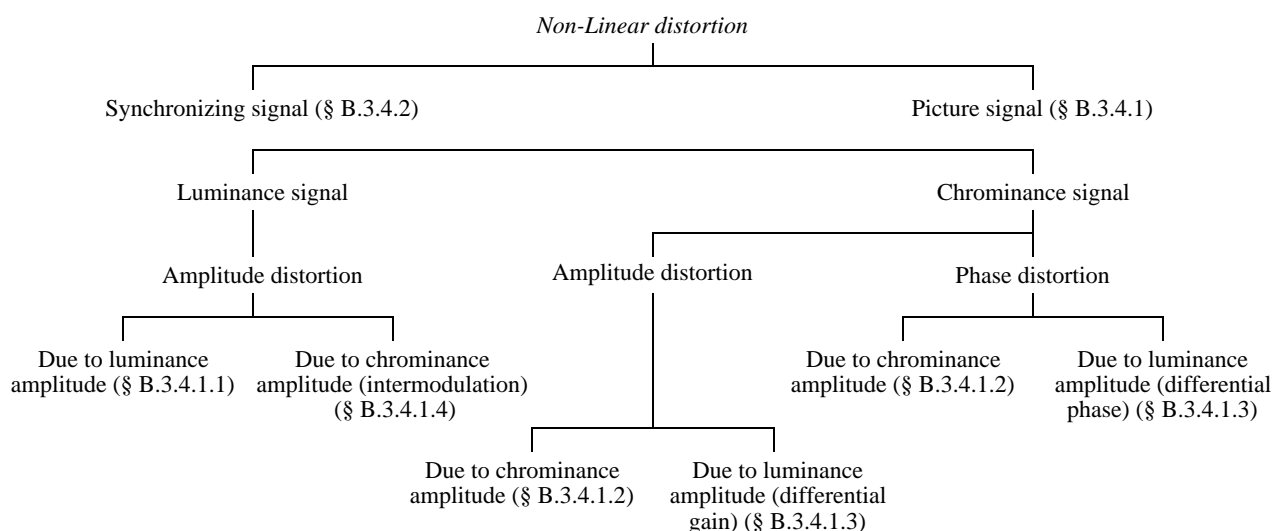 Non-Linear distortion
Synchronizing signal (§ B.3.4.2)
Picture signal (§ B.3.4.1)
Luminance signal
Chrominance signal
Amplitude distortion
Amplitude distortion
Phase distortion
Due to luminance
amplitude (§ B.3.4.1.1)
Due to chrominance
amplitude (intermodulation)
(§ B.3.4.1.4)
Due to chrominance
amplitude (§ B.3.4.1.2)
Due to luminance
amplitude (differential
phase) (§ B.3.4.1.3)
Due to chrominance
amplitude (§ B.3.4.1.2)
Due to luminance
amplitude (differential
gain) (§ B.3.4.1.3)